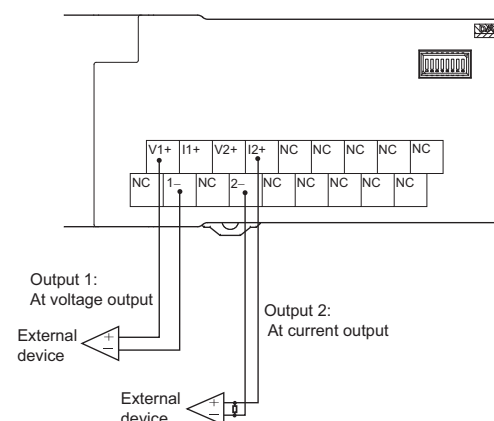 V1+ I1+ V2+ I2+ NC NC NC NC NC
NC 1– NC 2– NC NC NC NC NC
Output 1:
At voltage output
External
device
+
–
Output 2:
At current output
External
device
+
–